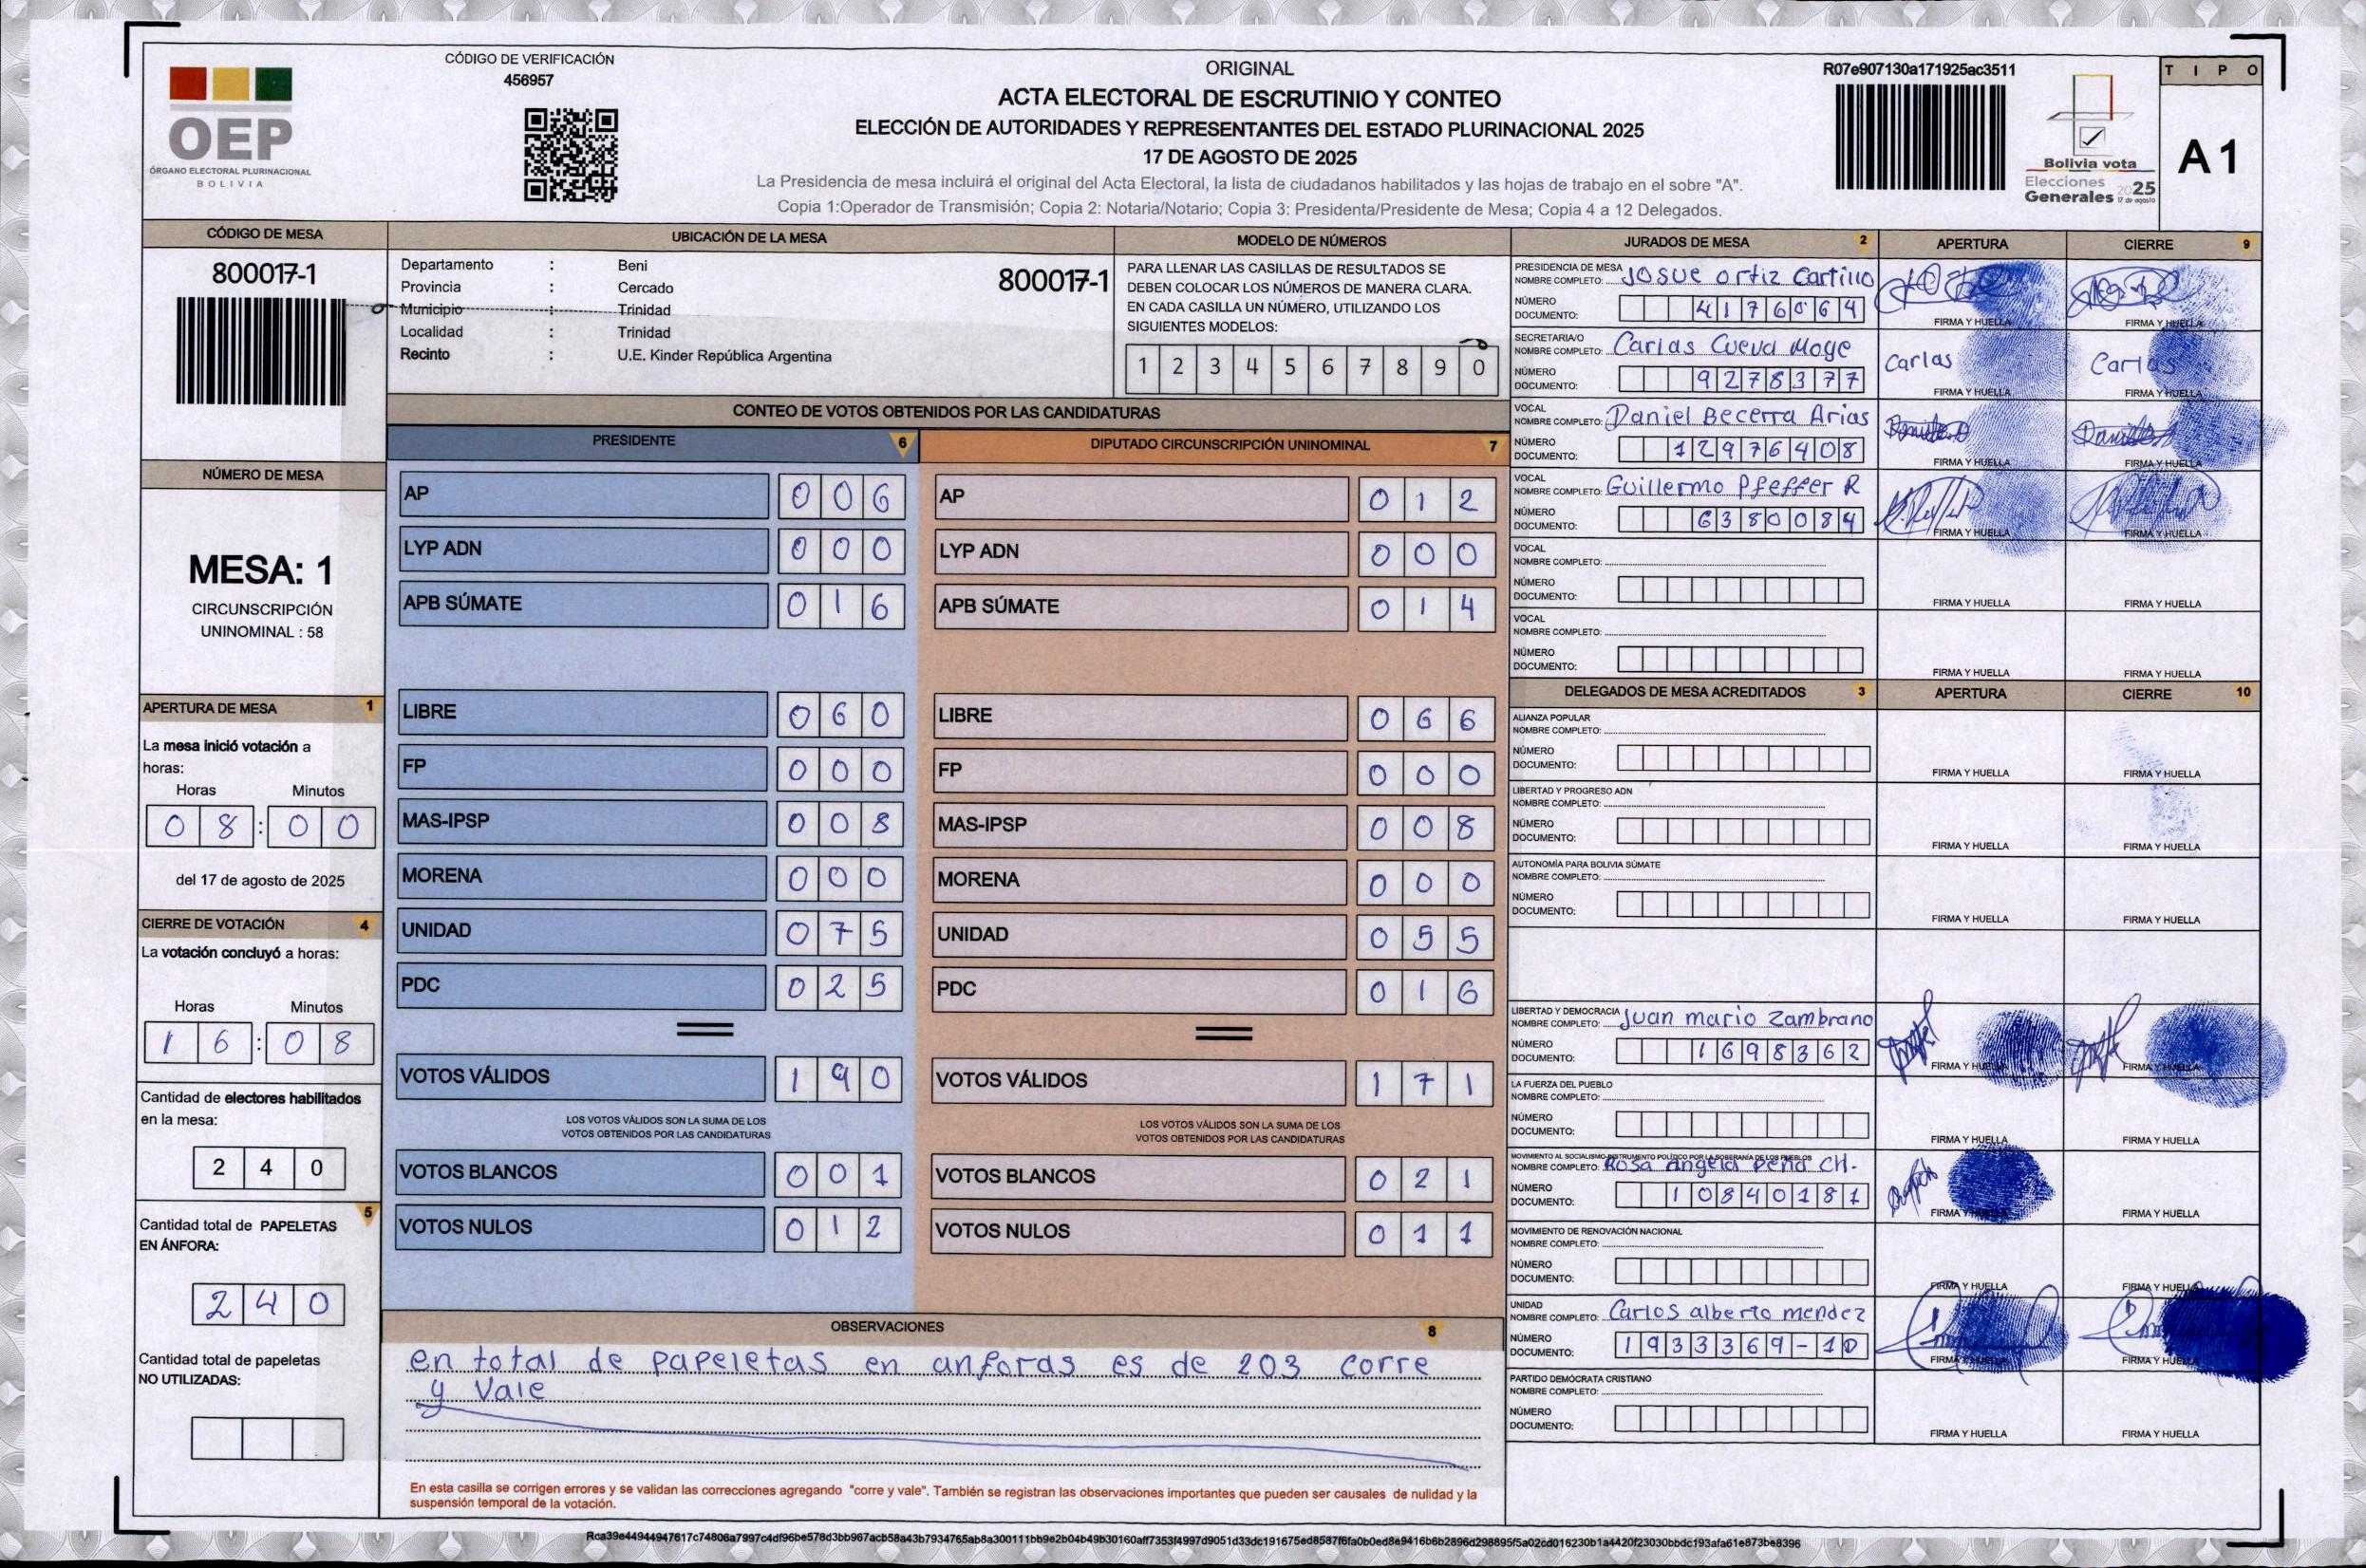 CÓDIGO DE VERIFICACIÓN
456957
OEP
ÓRGANO ELECTORAL PLURINACIONAL
BOLIVIA
ORIGINAL
ACTA ELECTORAL DE ESCRUTINIO Y CONTEO
ELECCIÓN DE AUTORIDADES Y REPRESENTANTES DEL ESTADO PLURINACIONAL 2025
17 DE AGOSTO DE 2025
La Presidencia de mesa incluirá el original del Acta Electoral, la lista de ciudadanos habilitados y las hojas de trabajo en el sobre "A".
Copia 1:Operador de Transmisión; Copia 2: Notaria/Notario; Copia 3: Presidenta/Presidente de Mesa; Copia 4 a 12 Delegados.
R07e907130a171925ac3511
Bolivia vota
Elecciones
Generales 2025
17 de agosto
TIPO
A1
CÓDIGO DE MESA
800017-1
NÚMERO DE MESA
MESA: 1
CIRCUNSCRIPCIÓN
UNINOMINAL : 58
APERTURA DE MESA 1
La mesa inició votación a
horas:
Horas Minutos
08:00
del 17 de agosto de 2025
CIERRE DE VOTACIÓN 4
La votación concluyó a horas:
Horas Minutos
16:08
Cantidad de electores habilitados
en la mesa:
240
5
Cantidad total de PAPELETAS
EN ÁNFORA:
240
Cantidad total de papeletas
NO UTILIZADAS:
UBICACIÓN DE LA MESA
Departamento : Beni
800017-1
Provincia : Cercado
Municipio : Trinidad
Localidad : Trinidad
Recinto : U.E. Kinder República Argentina
MODELO DE NÚMEROS
PARA LLENAR LAS CASILLAS DE RESULTADOS SE
DEBEN COLOCAR LOS NÚMEROS DE MANERA CLARA.
EN CADA CASILLA UN NÚMERO, UTILIZANDO LOS
SIGUIENTES MODELOS:
1 2 3 4 5 6 7 8 9 0
CONTEO DE VOTOS OBTENIDOS POR LAS CANDIDATURAS
PRESIDENTE 6
AP 006
LYP ADN 000
APB SÚMATE 016
LIBRE 060
FP 000
MAS-IPSP 008
MORENA 000
UNIDAD 075
PDC 025
VOTOS VÁLIDOS 190
LOS VOTOS VÁLIDOS SON LA SUMA DE LOS
VOTOS OBTENIDOS POR LAS CANDIDATURAS
VOTOS BLANCOS 001
VOTOS NULOS 012
DIPUTADO CIRCUNSCRIPCIÓN UNINOMINAL 7
AP 012
LYP ADN 000
APB SÚMATE 014
LIBRE 066
FP 000
MAS-IPSP 008
MORENA 000
UNIDAD 055
PDC 016
VOTOS VÁLIDOS 171
LOS VOTOS VÁLIDOS SON LA SUMA DE LOS
VOTOS OBTENIDOS POR LAS CANDIDATURAS
VOTOS BLANCOS 021
VOTOS NULOS 011
OBSERVACIONES 8
en total de papeletas en anforas es de 203 corre
y Vale
En esta casilla se corrigen errores y se validan las correcciones agregando "corre y vale". También se registran las observaciones importantes que pueden ser causales de nulidad y la
suspensión temporal de la votación.
JURADOS DE MESA 2 APERTURA CIERRE 9
PRESIDENCIA DE MESA
NOMBRE COMPLETO: Josue Ortiz Cartillo
NÚMERO
DOCUMENTO: 4176064
FIRMA Y HUELLA FIRMA Y HUELLA
SECRETARIA/O
NOMBRE COMPLETO: Carlas Cueva Moye
NÚMERO
DOCUMENTO: 9278377
Carlas Carlas
FIRMA Y HUELLA FIRMA Y HUELLA
VOCAL
NOMBRE COMPLETO: Daniel Becerra Arias
NÚMERO
DOCUMENTO: 12976408
FIRMA Y HUELLA FIRMA Y HUELLA
VOCAL
NOMBRE COMPLETO: Guillermo Pfeffer R
NÚMERO
DOCUMENTO: 6380084
FIRMA Y HUELLA FIRMA Y HUELLA
VOCAL
NOMBRE COMPLETO:
NÚMERO
DOCUMENTO:
FIRMA Y HUELLA FIRMA Y HUELLA
VOCAL
NOMBRE COMPLETO:
NÚMERO
DOCUMENTO:
FIRMA Y HUELLA FIRMA Y HUELLA
DELEGADOS DE MESA ACREDITADOS 3 APERTURA CIERRE 10
ALIANZA POPULAR
NOMBRE COMPLETO:
NÚMERO
DOCUMENTO:
FIRMA Y HUELLA FIRMA Y HUELLA
LIBERTAD Y PROGRESO ADN
NOMBRE COMPLETO:
NÚMERO
DOCUMENTO:
FIRMA Y HUELLA FIRMA Y HUELLA
AUTONOMÍA PARA BOLIVIA SÚMATE
NOMBRE COMPLETO:
NÚMERO
DOCUMENTO:
FIRMA Y HUELLA FIRMA Y HUELLA
LIBERTAD Y DEMOCRACIA
NOMBRE COMPLETO: Juan mario Zambrano
NÚMERO
DOCUMENTO: 1698362
FIRMA Y HUELLA FIRMA Y HUELLA
LA FUERZA DEL PUEBLO
NOMBRE COMPLETO:
NÚMERO
DOCUMENTO:
FIRMA Y HUELLA FIRMA Y HUELLA
MOVIMIENTO AL SOCIALISMO-INSTRUMENTO POLÍTICO POR LA SOBERANÍA DE LOS PUEBLOS
NOMBRE COMPLETO: Rosa angela peña CH-
NÚMERO
DOCUMENTO: 10840181
FIRMA Y HUELLA FIRMA Y HUELLA
MOVIMIENTO DE RENOVACIÓN NACIONAL
NOMBRE COMPLETO:
NÚMERO
DOCUMENTO:
FIRMA Y HUELLA FIRMA Y HUELLA
UNIDAD
NOMBRE COMPLETO: Carlos alberto mendez
NÚMERO
DOCUMENTO: 1933369-1D
FIRMA Y HUELLA FIRMA Y HUELLA
PARTIDO DEMÓCRATA CRISTIANO
NOMBRE COMPLETO:
NÚMERO
DOCUMENTO:
FIRMA Y HUELLA FIRMA Y HUELLA